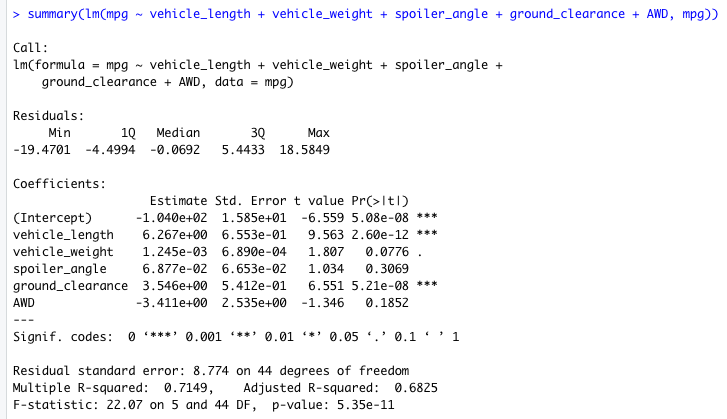 > summary(lm(mpg ~ vehicle_length + vehicle_weight + spoiler_angle + ground_clearance + AWD, mpg))
Call:
lm(formula = mpg ~ vehicle_length + vehicle_weight + spoiler_angle +
    ground_clearance + AWD, data = mpg)
Residuals:
     Min       1Q   Median       3Q      Max
-19.4701  -4.4994  -0.0692   5.4433  18.5849
Coefficients:
                   Estimate Std. Error t value Pr(>|t|)
(Intercept)      -1.040e+02  1.585e+01  -6.559 5.08e-08 ***
vehicle_length    6.267e+00  6.553e-01   9.563 2.60e-12 ***
vehicle_weight    1.245e-03  6.890e-04   1.807   0.0776 .
spoiler_angle     6.877e-02  6.653e-02   1.034   0.3069
ground_clearance  3.546e+00  5.412e-01   6.551 5.21e-08 ***
AWD              -3.411e+00  2.535e+00  -1.346   0.1852
---
Signif. codes:  0 ‘***’ 0.001 ‘**’ 0.01 ‘*’ 0.05 ‘.’ 0.1 ‘ ’ 1
Residual standard error: 8.774 on 44 degrees of freedom
Multiple R-squared:  0.7149,	Adjusted R-squared:  0.6825
F-statistic: 22.07 on 5 and 44 DF,  p-value: 5.35e-11